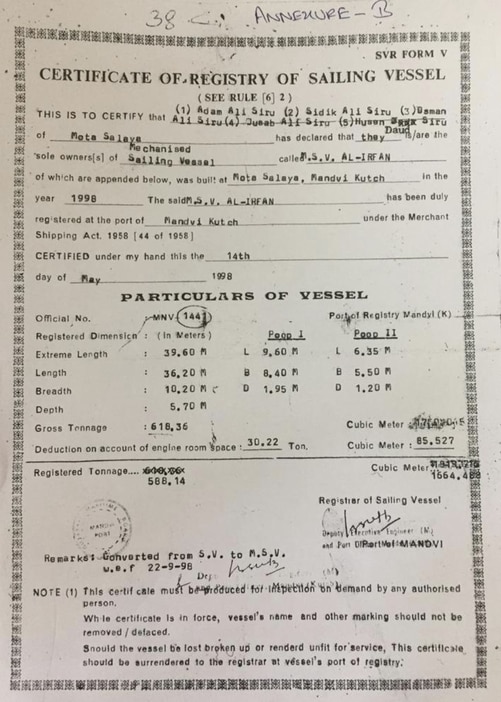 38
ANNEXURE - B
SVR FORM V
CERTIFICATE OF REGISTRY OF SAILING VESSEL
(SEE RULE [6] 2)
(1) Adam Ali Siru (2) Sidik Ali Siru (3) Osman
THIS IS TO CERTIFY that Ali Siru (4) Jusab Ali Siru (5) Husen Siru
Daud
of Mota Salaya has declared that they is/are the
Mechanised
sole owners[s] of Sailing Vessel called M.S.V. AL-IRFAN
of which are appended below, was built at Mota Salaya, Mandvi Kutch in the
year 1998 The said M.S.V. AL-IRFAN has been duly
registered at the port of Mandvi Kutch under the Merchant
Shipping Act. 1958 [44 of 1958]
CERTIFIED under my hand this the 14th
day of May 1998
PARTICULARS OF VESSEL
Official No. MNV-1441 Port of Registry Mandvi (K)
Registered Dimension : (In Meters) Poop I Poop II
Extreme Length : 39.60 M L 9.60 M L 6.35 M
Length : 36.20 M B 8.40 M B 5.50 M
Breadth : 10.20 M D 1.95 M D 1.20 M
Depth : 5.70 M
Gross Tonnage : 618.36 Cubic Meter :
Deduction on account of engine room space : 30.22 Ton. Cubic Meter : 85.527
Registered Tonnage.... Cubic Meter
588.14 1664.4
Registrar of Sailing Vessel
Deputy Executive Engineer (M)
and Port Officer Port of MANDVI
MANDVI
PORT
Remarks: Converted from S.V. to M.S.V.
w.e.f 22-9-98
NOTE (1) This certificate must be produced for inspection on demand by any authorised
person.
While certificate is in force, vessel's name and other marking should not be
removed / defaced.
Should the vessel be lost broken up or renderd unfit for service, This certificate
should be surrendered to the registrar at vessel's port of registry.